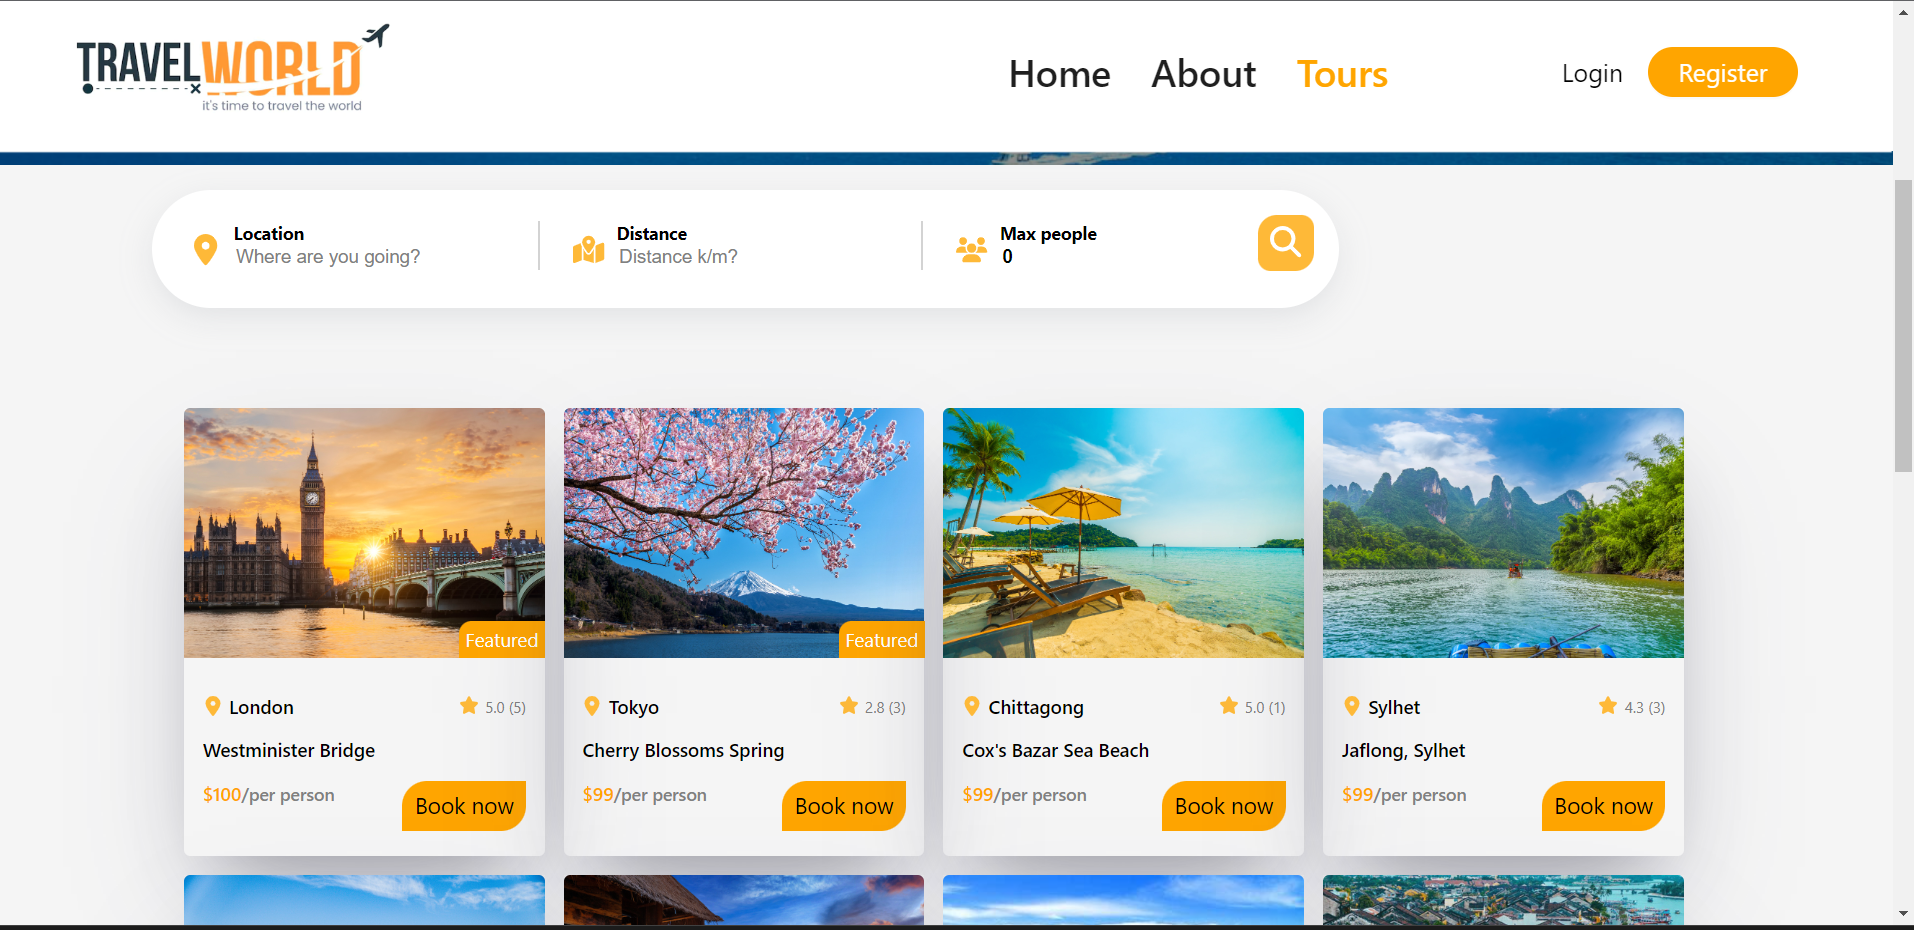 TRAVELWORLD
it's time to travel the world
Home About Tours Login Register
Location Distance Max people
Where are you going? Distance k/m? 0
Featured Featured
London 5.0 (5) Tokyo 2.8 (3) Chittagong 5.0 (1) Sylhet 4.3 (3)
Westminister Bridge Cherry Blossoms Spring Cox's Bazar Sea Beach Jaflong, Sylhet
$100/per person Book now $99/per person Book now $99/per person Book now $99/per person Book now